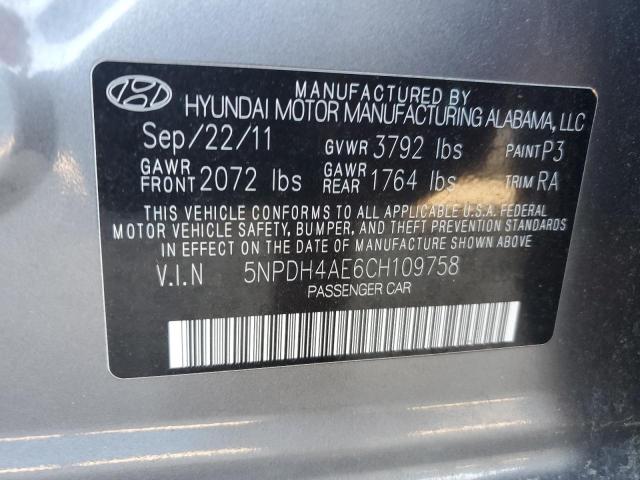 MANUFACTURED BY
HYUNDAI MOTOR MANUFACTURING ALABAMA, LLC
Sep/22/11 GVWR 3792 lbs PAINT P3
GAWR FRONT 2072 lbs GAWR REAR 1764 lbs TRIM RA
THIS VEHICLE CONFORMS TO ALL APPLICABLE U.S.A. FEDERAL
MOTOR VEHICLE SAFETY, BUMPER, AND THEFT PREVENTION STANDARDS
IN EFFECT ON THE DATE OF MANUFACTURE SHOWN ABOVE.
V.I.N 5NPDH4AE6CH109758
PASSENGER CAR